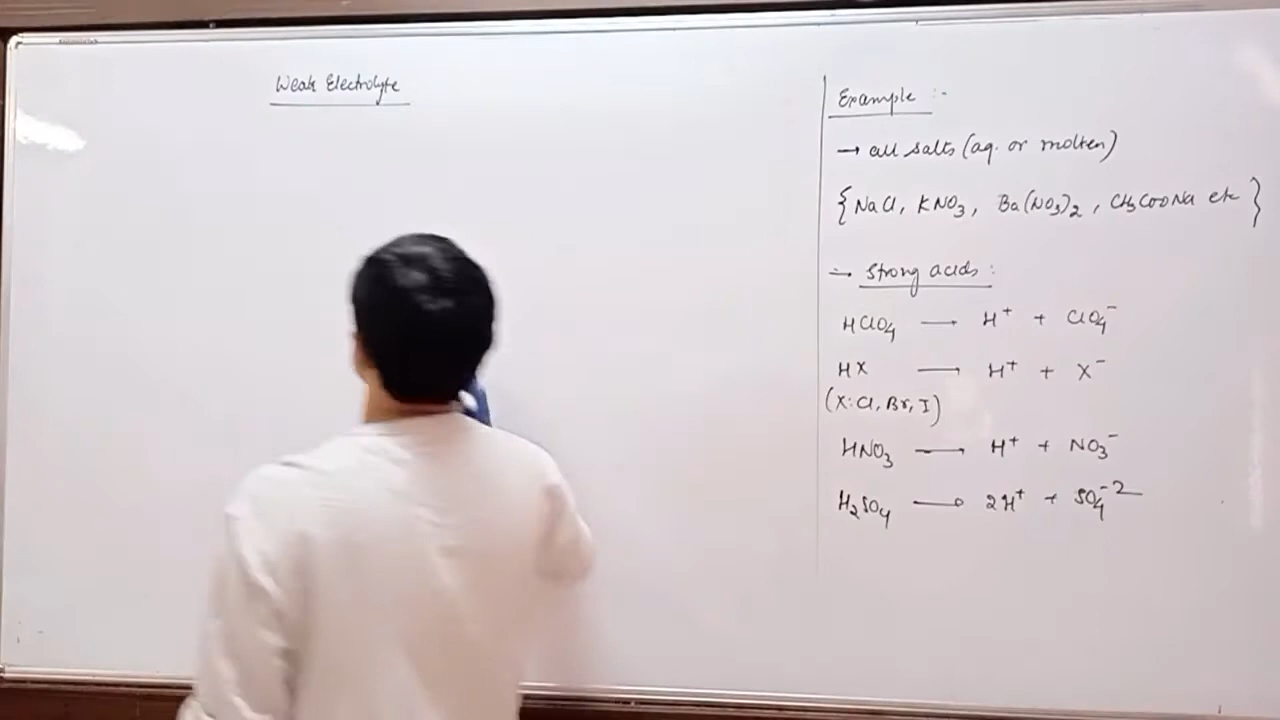 Weak Electrolyte
Example :-
→ all salts (aq. or molten)
{NaCl, KNO₃, Ba(NO₃)₂, CH₃COONa etc}
→ Strong acids :
HClO₄ → H⁺ + ClO₄⁻
HX → H⁺ + X⁻
(X:Cl, Br, I)
HNO₃ → H⁺ + NO₃⁻
H₂SO₄ → 2H⁺ + SO₄⁻²